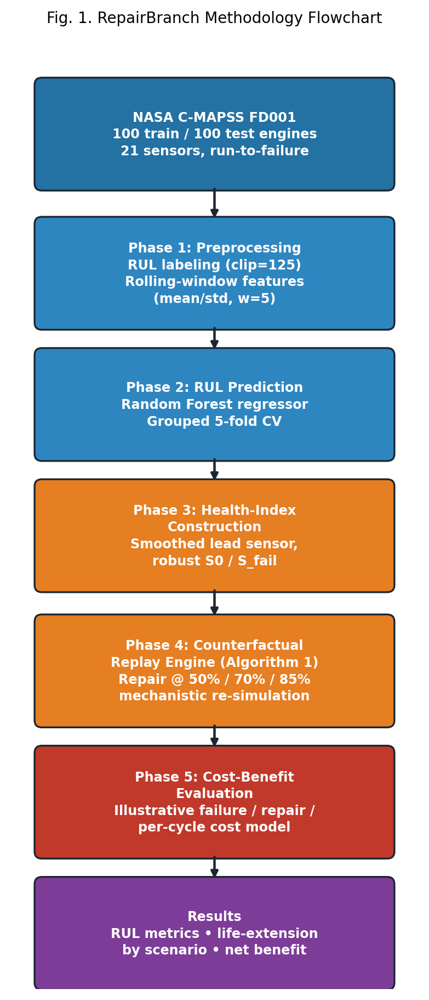 Fig. 1. RepairBranch Methodology Flowchart
NASA C-MAPSS FD001
100 train / 100 test engines
21 sensors, run-to-failure
Phase 1: Preprocessing
RUL labeling (clip=125)
Rolling-window features
(mean/std, w=5)
Phase 2: RUL Prediction
Random Forest regressor
Grouped 5-fold CV
Phase 3: Health-Index
Construction
Smoothed lead sensor,
robust S0 / S_fail
Phase 4: Counterfactual
Replay Engine (Algorithm 1)
Repair @ 50% / 70% / 85%
mechanistic re-simulation
Phase 5: Cost-Benefit
Evaluation
Illustrative failure / repair /
per-cycle cost model
Results
RUL metrics • life-extension
by scenario • net benefit